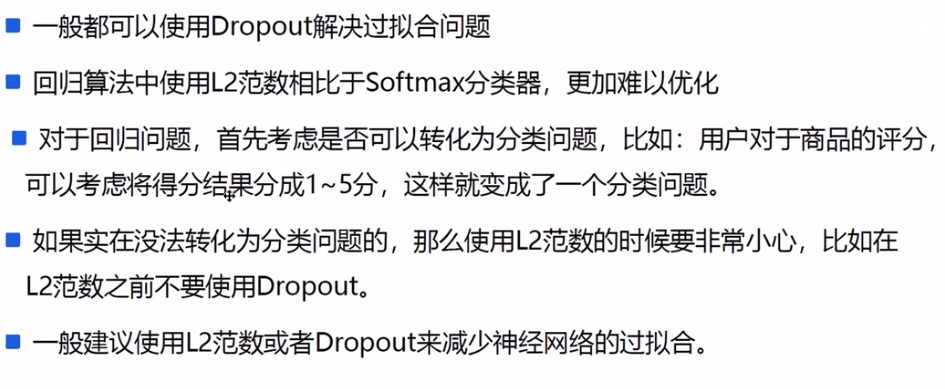 一般都可以使用Dropout解决过拟合问题
回归算法中使用L2范数相比于Softmax分类器，更加难以优化
对于回归问题，首先考虑是否可以转化为分类问题，比如：用户对于商品的评分，
可以考虑将得分结果分成1~5分，这样就变成了一个分类问题。
如果实在没法转化为分类问题的，那么使用L2范数的时候要非常小心，比如在
L2范数之前不要使用Dropout。
一般建议使用L2范数或者Dropout来减少神经网络的过拟合。